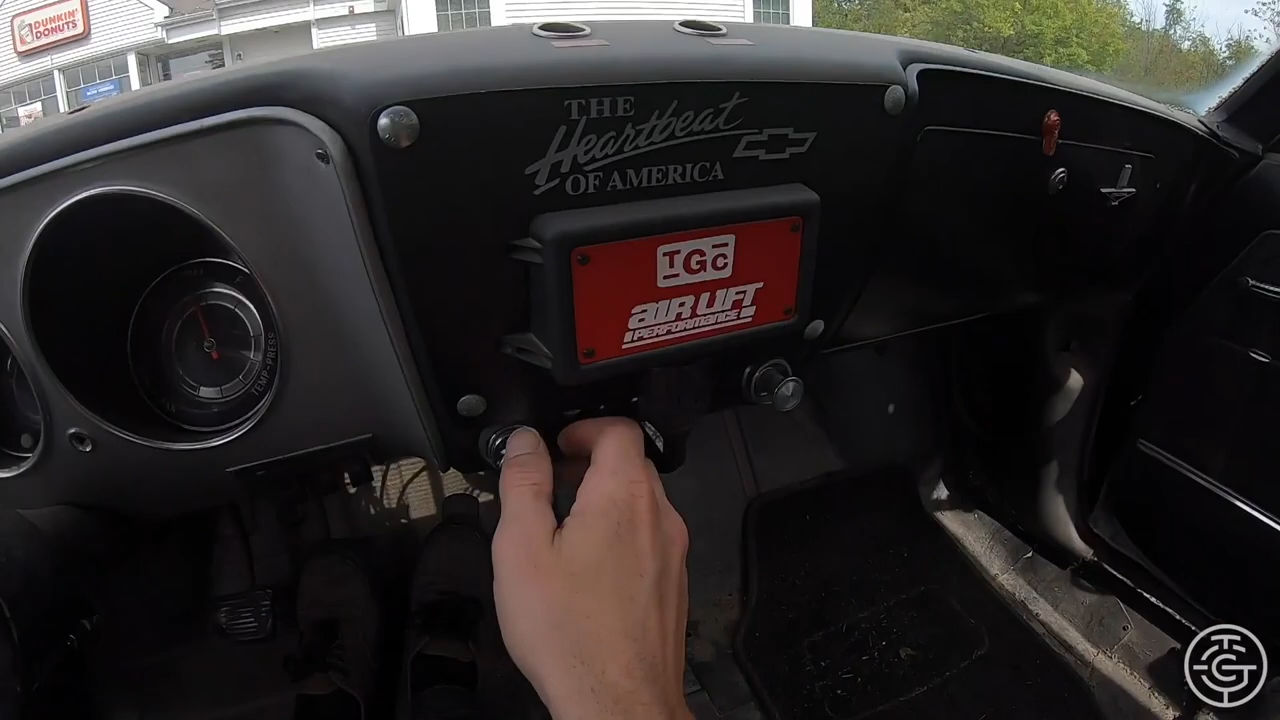 DUNKIN'
DONUTS
THE
Heartbeat
OF AMERICA
TGC
AIR LIFT
PERFORMANCE
TEMP-PRESS